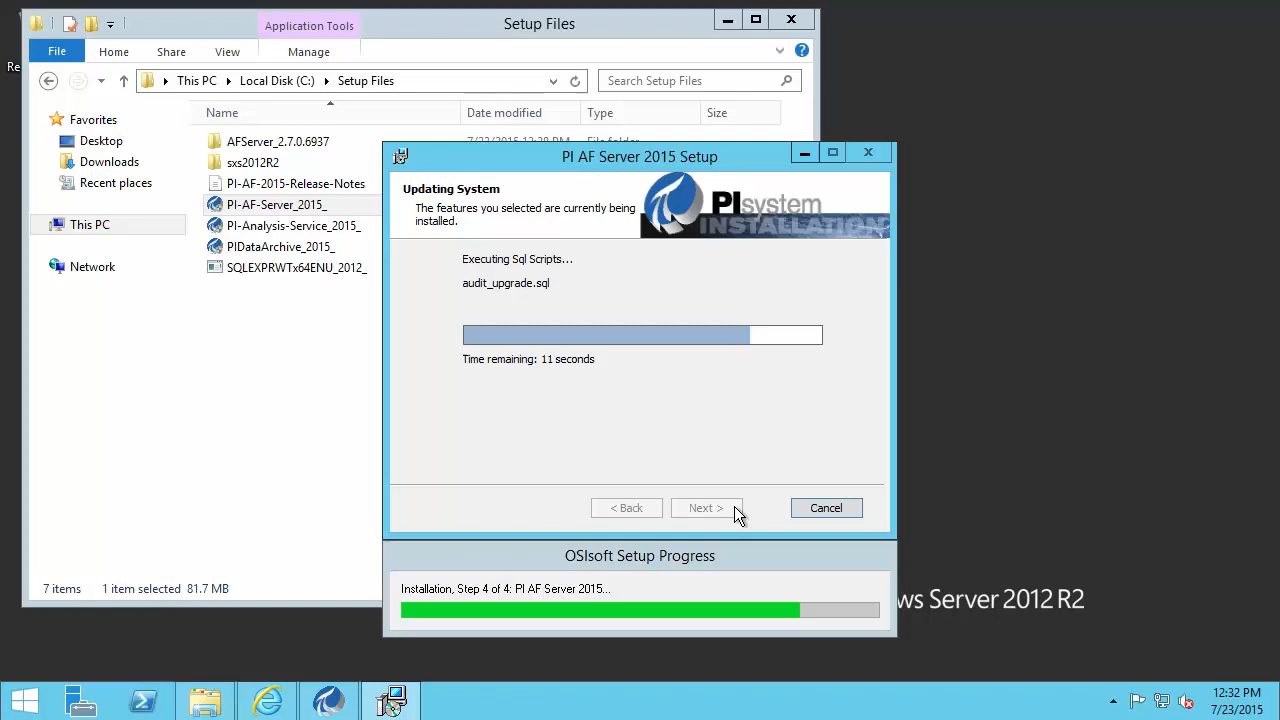 Application Tools
Setup Files
File
Home
Share
View
Manage
This PC
Local Disk (C:)
Setup Files
Search Setup Files
Re
Favorites
Desktop
Downloads
Recent places
This PC
Network
Name
Date modified
Type
Size
AFServer_2.7.0.6937
File folder
sxs2012R2
PI-AF-2015-Release-Notes
PI-AF-Server_2015_
PI-Analysis-Service_2015_
PIDataArchive_2015_
SQLEXPRWTx64ENU_2012_
7 items
1 item selected 81.7 MB
PI AF Server 2015 Setup
Updating System
The features you selected are currently being
installed.
PIsystem
INSTALLATION
Executing Sql Scripts...
audit_upgrade.sql
Time remaining: 11 seconds
< Back
Next >
Cancel
OSIsoft Setup Progress
Installation, Step 4 of 4: PI AF Server 2015...
ws Server 2012 R2
12:32 PM
7/23/2015